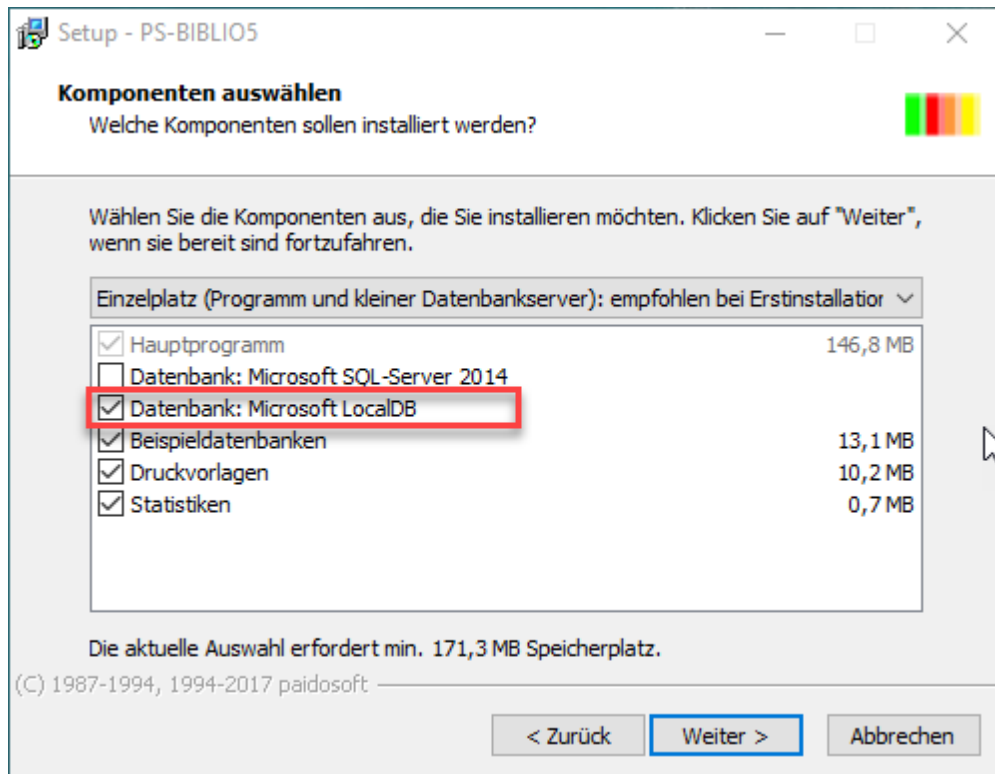 Setup - PS-BIBLIO5
Komponenten auswählen
Welche Komponenten sollen installiert werden?
Wählen Sie die Komponenten aus, die Sie installieren möchten. Klicken Sie auf "Weiter",
wenn sie bereit sind fortzufahren.
Einzelplatz (Programm und kleiner Datenbankserver): empfohlen bei Erstinstallation
Hauptprogramm 146,8 MB
Datenbank: Microsoft SQL-Server 2014
Datenbank: Microsoft LocalDB
Beispieldatenbanken 13,1 MB
Druckvorlagen 10,2 MB
Statistiken 0,7 MB
Die aktuelle Auswahl erfordert min. 171,3 MB Speicherplatz.
(C) 1987-1994, 1994-2017 paidosoft
< Zurück Weiter > Abbrechen